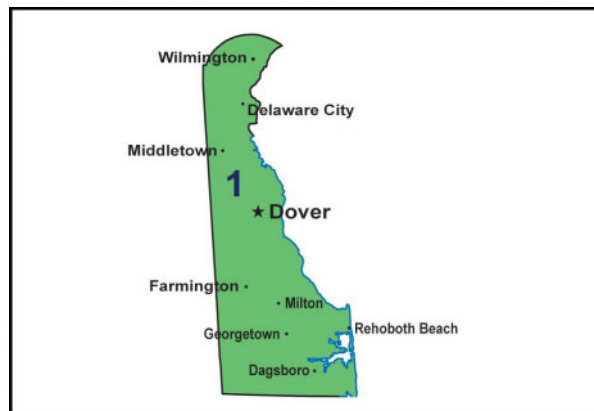 Wilmington
Delaware City
Middletown
1
Dover
Farmington
Milton
Georgetown
Rehoboth Beach
Dagsboro